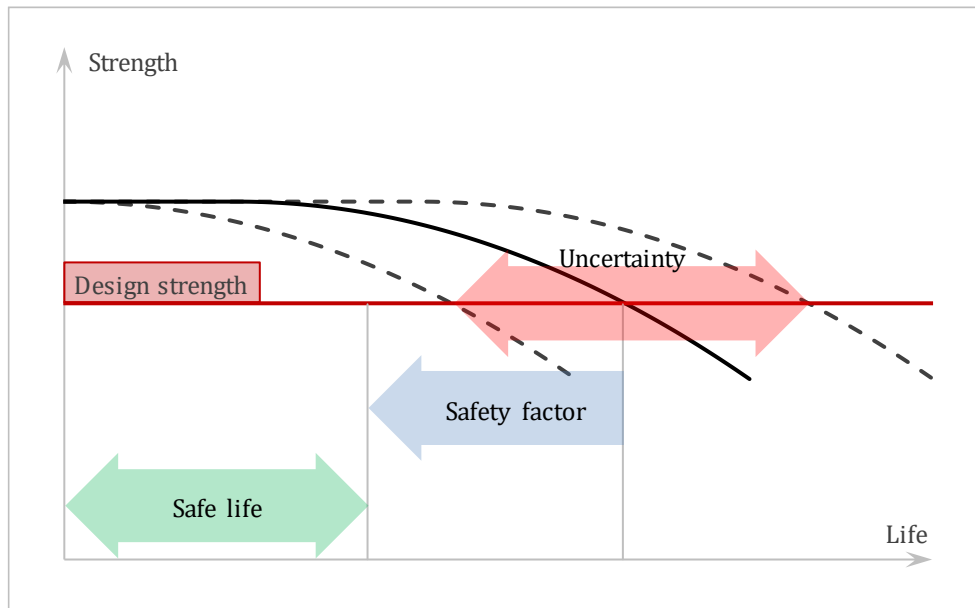 Strength
Uncertainty
Design strength
Safety factor
Safe life
Life